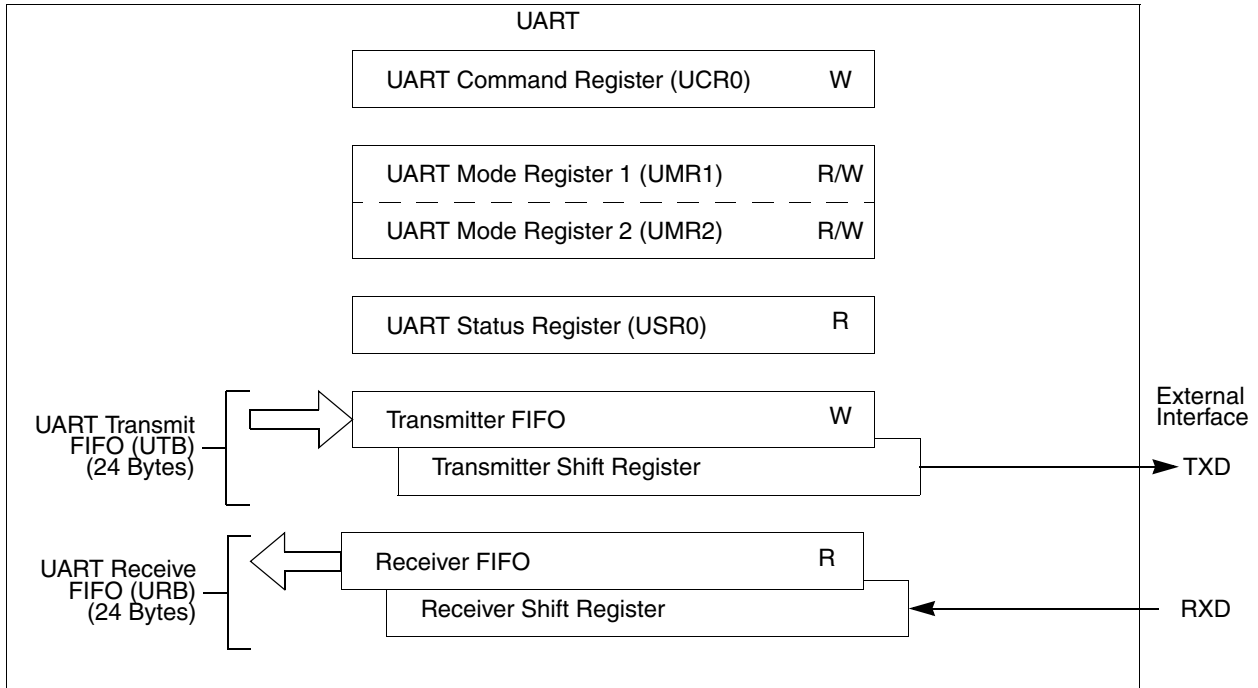 UART
UART Command Register (UCR0) W
UART Mode Register 1 (UMR1) R/W
UART Mode Register 2 (UMR2) R/W
UART Status Register (USR0) R
UART Transmit
FIFO (UTB)
(24 Bytes)
Transmitter FIFO W
Transmitter Shift Register
External
Interface
TXD
UART Receive
FIFO (URB)
(24 Bytes)
Receiver FIFO R
Receiver Shift Register
RXD